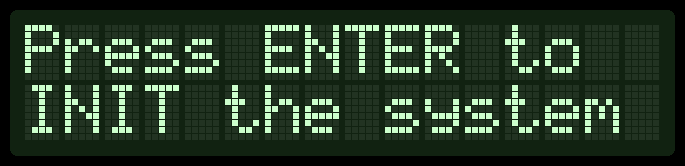 Press ENTER to
INIT the system